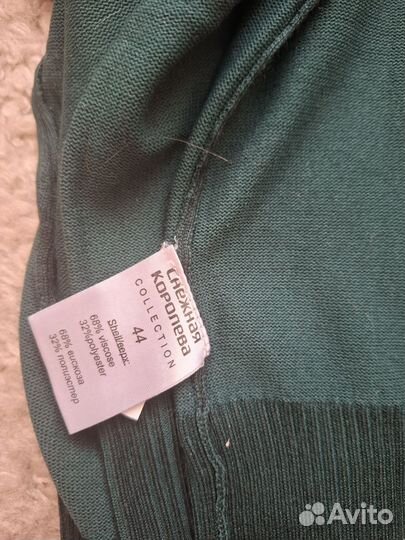 СНЕЖНАЯ
КОРОЛЕВА
COLLECTION
44
Shell/верх:
68% viscose
32%polyester
68% вискоза
32% полиэстер
Avito